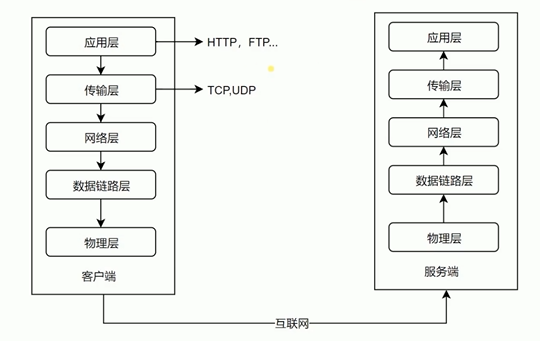 应用层
HTTP，FTP...
传输层
TCP,UDP
网络层
数据链路层
物理层
客户端
应用层
传输层
网络层
数据链路层
物理层
服务端
互联网